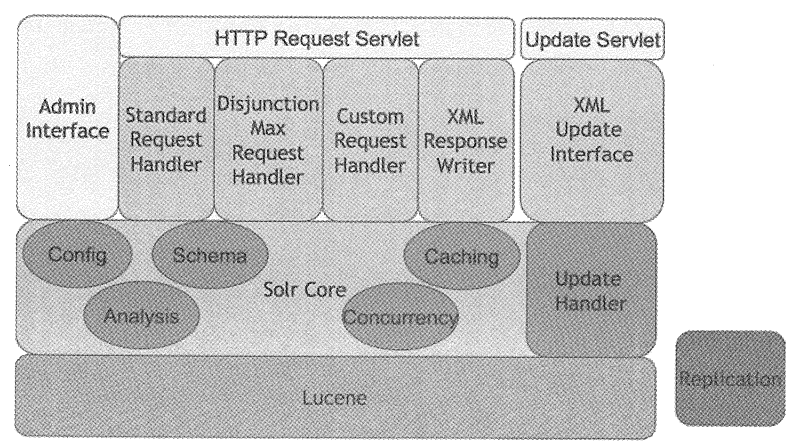 HTTP Request Servlet
Update Servlet
Admin
Interface
Standard
Request
Handler
Disjunction
Max
Request
Handler
Custom
Request
Handler
XML
Response
Writer
XML
Update
Interface
Config
Schema
Caching
Solr Core
Analysis
Concurrency
Update
Handler
Replication
Lucene